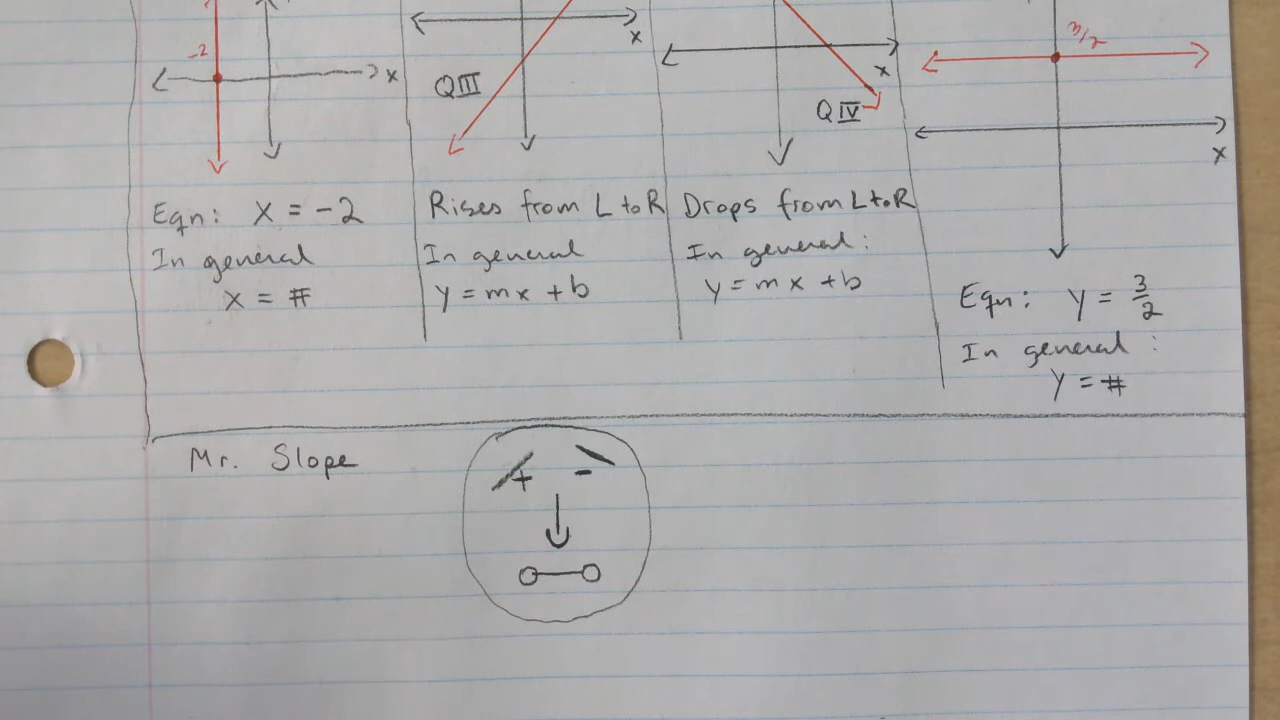 -2
x
QIII
x
x
QIV
3/2
x
Eqn: x = -2
In general
x = #
Rises from L to R
In general
y = mx + b
Drops from L to R
In general:
y = mx + b
Eqn: y = 3/2
In general:
y = #
Mr. Slope
+ -